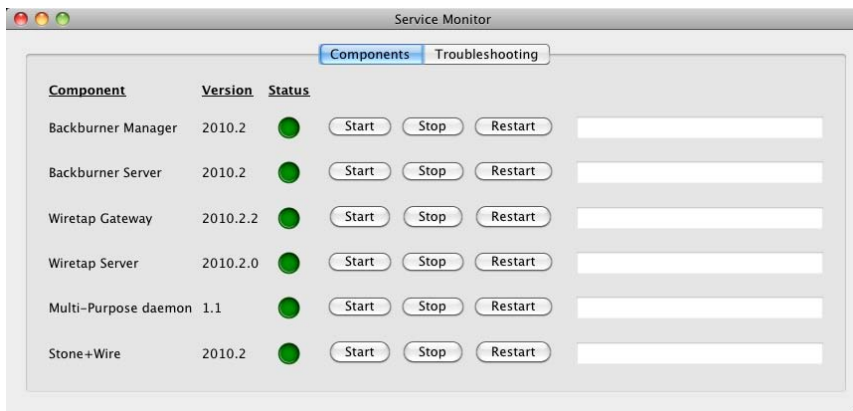 Service Monitor
Components Troubleshooting
Component Version Status
Backburner Manager 2010.2 Start Stop Restart
Backburner Server 2010.2 Start Stop Restart
Wiretap Gateway 2010.2.2 Start Stop Restart
Wiretap Server 2010.2.0 Start Stop Restart
Multi-Purpose daemon 1.1 Start Stop Restart
Stone+Wire 2010.2 Start Stop Restart